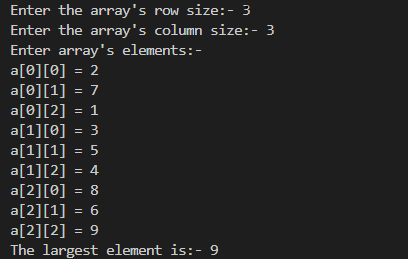 Enter the array's row size:- 3
Enter the array's column size:- 3
Enter array's elements:-
a[0][0] = 2
a[0][1] = 7
a[0][2] = 1
a[1][0] = 3
a[1][1] = 5
a[1][2] = 4
a[2][0] = 8
a[2][1] = 6
a[2][2] = 9
The largest element is:- 9